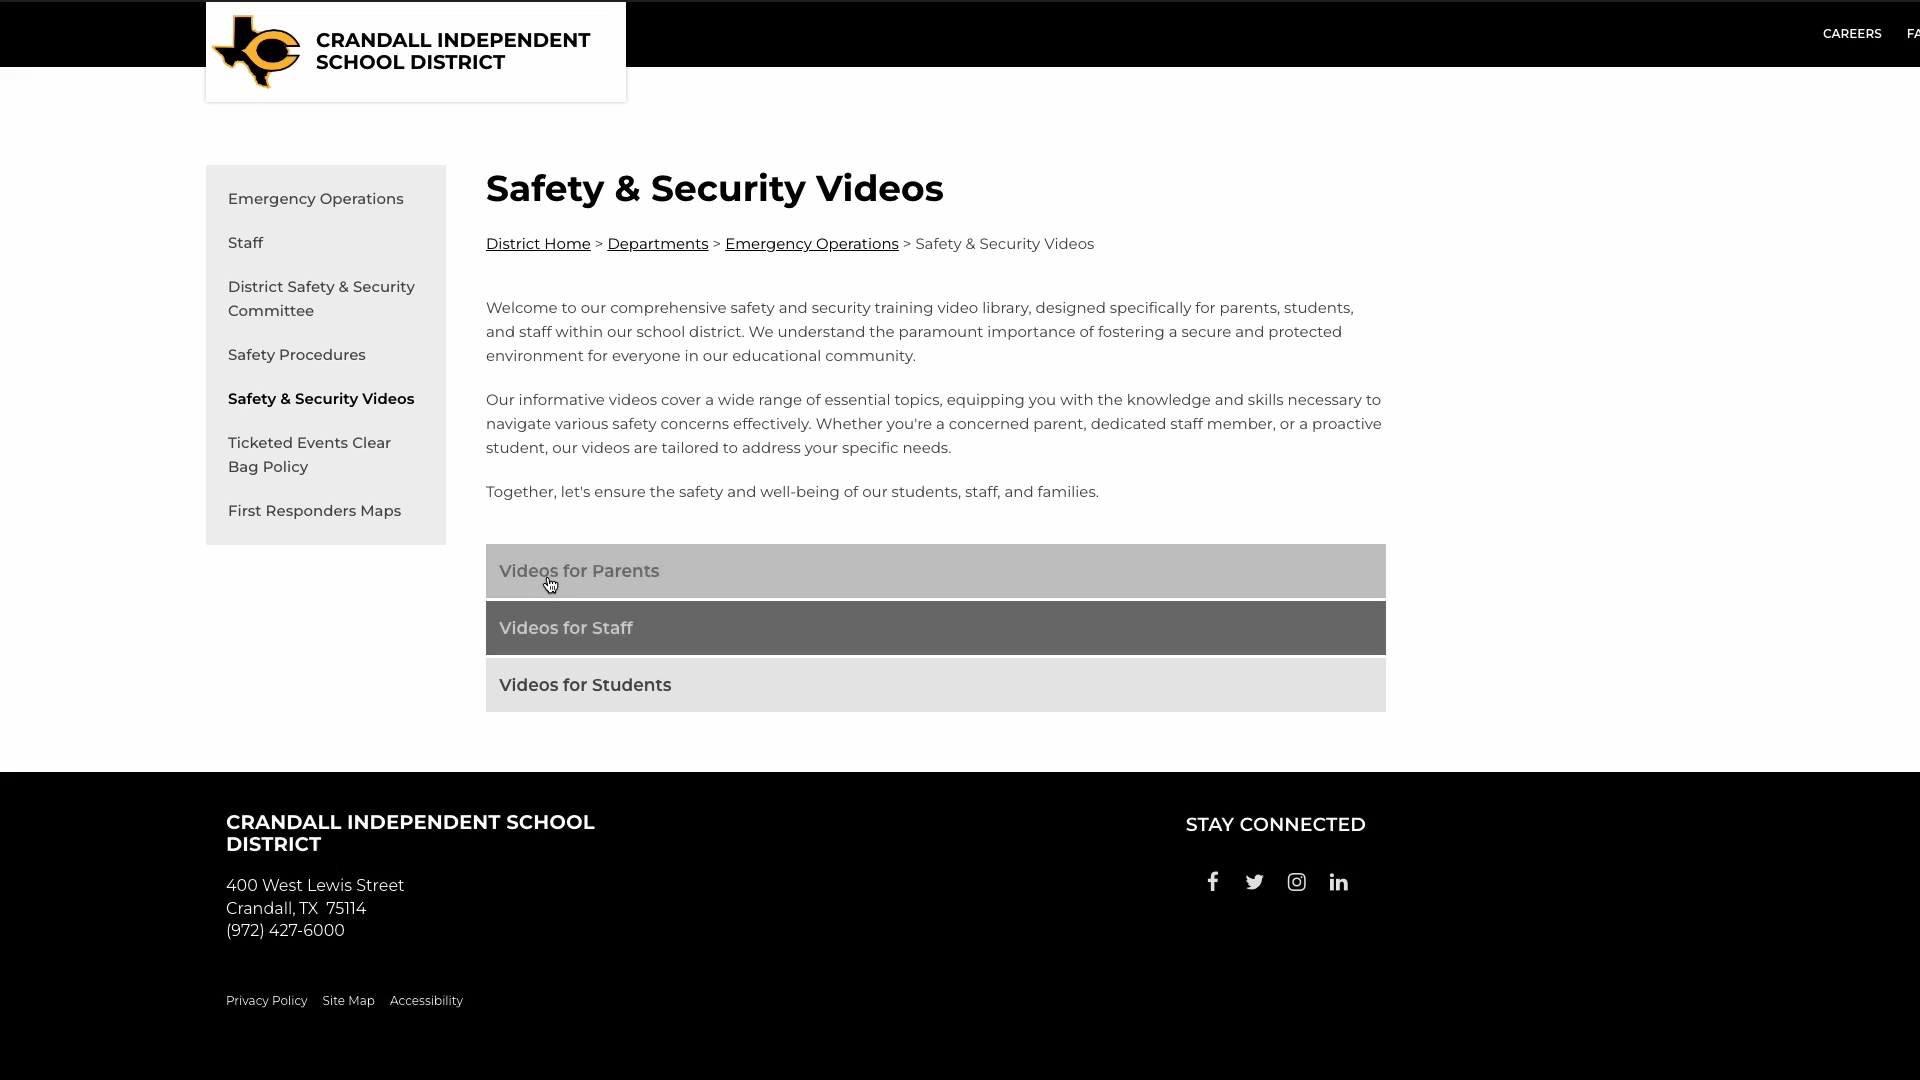 CRANDALL INDEPENDENT
SCHOOL DISTRICT
CAREERS
Emergency Operations
Staff
District Safety & Security
Committee
Safety Procedures
Safety & Security Videos
Ticketed Events Clear
Bag Policy
First Responders Maps
Safety & Security Videos
District Home > Departments > Emergency Operations > Safety & Security Videos
Welcome to our comprehensive safety and security training video library, designed specifically for parents, students,
and staff within our school district. We understand the paramount importance of fostering a secure and protected
environment for everyone in our educational community.
Our informative videos cover a wide range of essential topics, equipping you with the knowledge and skills necessary to
navigate various safety concerns effectively. Whether you're a concerned parent, dedicated staff member, or a proactive
student, our videos are tailored to address your specific needs.
Together, let's ensure the safety and well-being of our students, staff, and families.
Videos for Parents
Videos for Staff
Videos for Students
CRANDALL INDEPENDENT SCHOOL
DISTRICT
400 West Lewis Street
Crandall, TX 75114
(972) 427-6000
STAY CONNECTED
Privacy Policy Site Map Accessibility